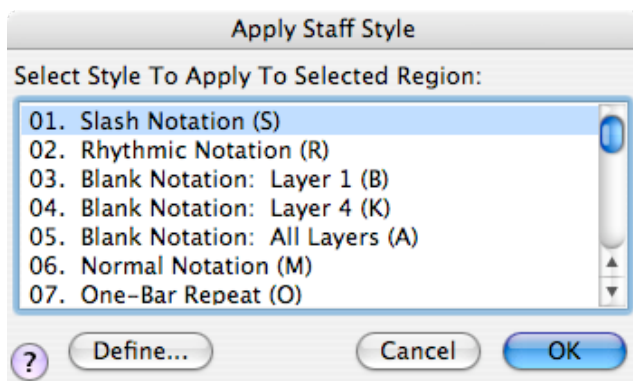 Apply Staff Style
Select Style To Apply To Selected Region:
01. Slash Notation (S)
02. Rhythmic Notation (R)
03. Blank Notation: Layer 1 (B)
04. Blank Notation: Layer 4 (K)
05. Blank Notation: All Layers (A)
06. Normal Notation (M)
07. One-Bar Repeat (O)
? Define... Cancel OK